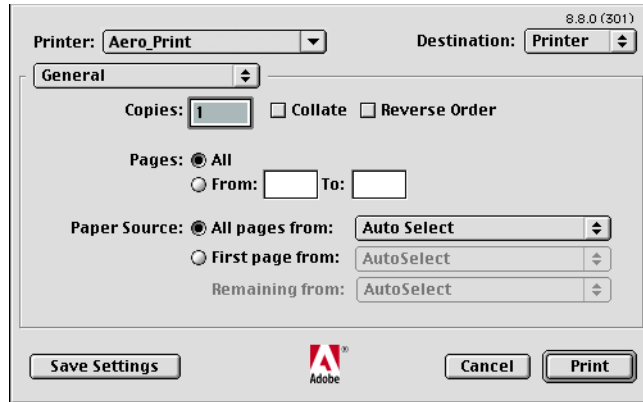 8.8.0 (301)
Printer: Aero_Print Destination: Printer
General
Copies: 1 Collate Reverse Order
Pages: All
From: To:
Paper Source: All pages from: Auto Select
First page from: AutoSelect
Remaining from: AutoSelect
Save Settings Adobe® Cancel Print